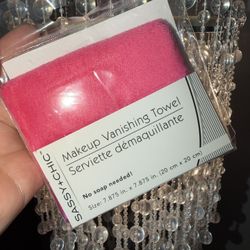 SASSY+CHIC
Makeup Vanishing Towel
Serviette démaquillante
No soap needed!
Size: 7.875 in. x 7.875 in. (20 cm x 20 cm)